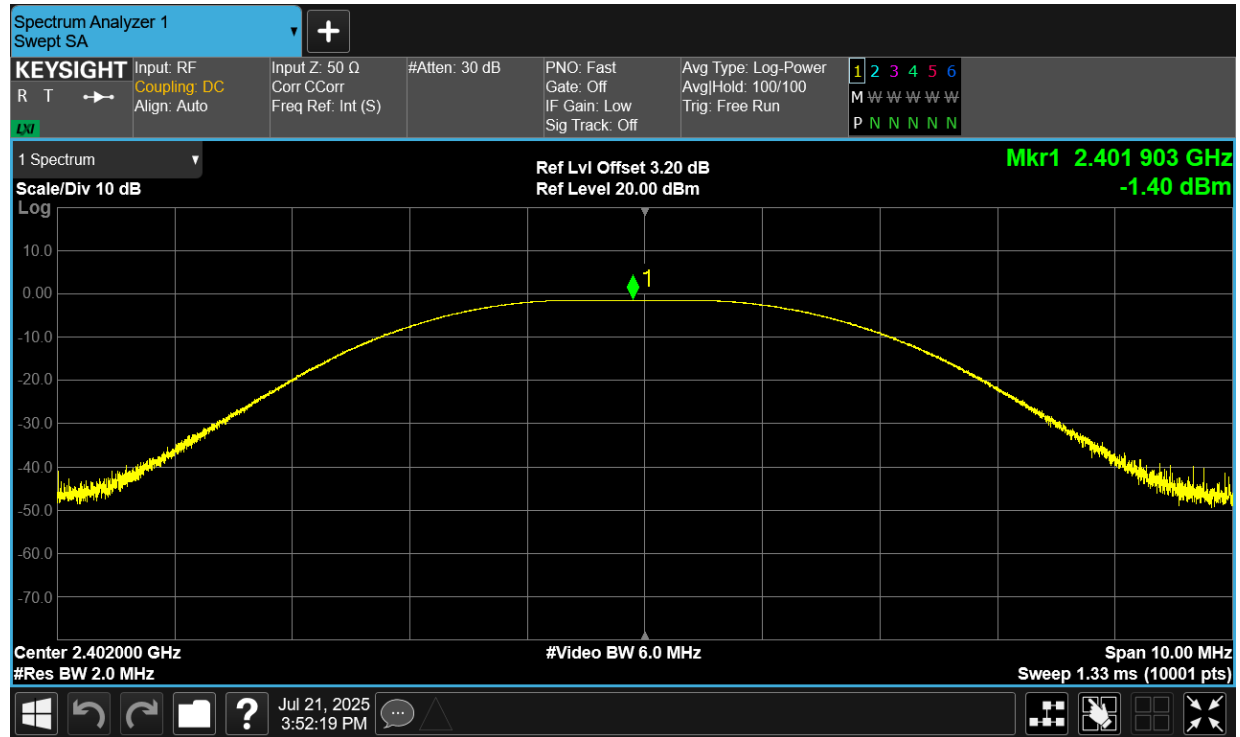 Spectrum Analyzer 1
Swept SA
KEYSIGHT
R T
LXI
Input: RF
Coupling: DC
Align: Auto
Input Z: 50 Ω
Corr CCorr
Freq Ref: Int (S)
#Atten: 30 dB
PNO: Fast
Gate: Off
IF Gain: Low
Sig Track: Off
Avg Type: Log-Power
Avg|Hold: 100/100
Trig: Free Run
1 2 3 4 5 6
M W W W W W
P N N N N N
1 Spectrum
Scale/Div 10 dB
Log
Ref Lvl Offset 3.20 dB
Ref Level 20.00 dBm
Mkr1 2.401 903 GHz
-1.40 dBm
1
10.0
0.00
-10.0
-20.0
-30.0
-40.0
-50.0
-60.0
-70.0
Center 2.402000 GHz
#Res BW 2.0 MHz
#Video BW 6.0 MHz
Span 10.00 MHz
Sweep 1.33 ms (10001 pts)
?
Jul 21, 2025
3:52:19 PM